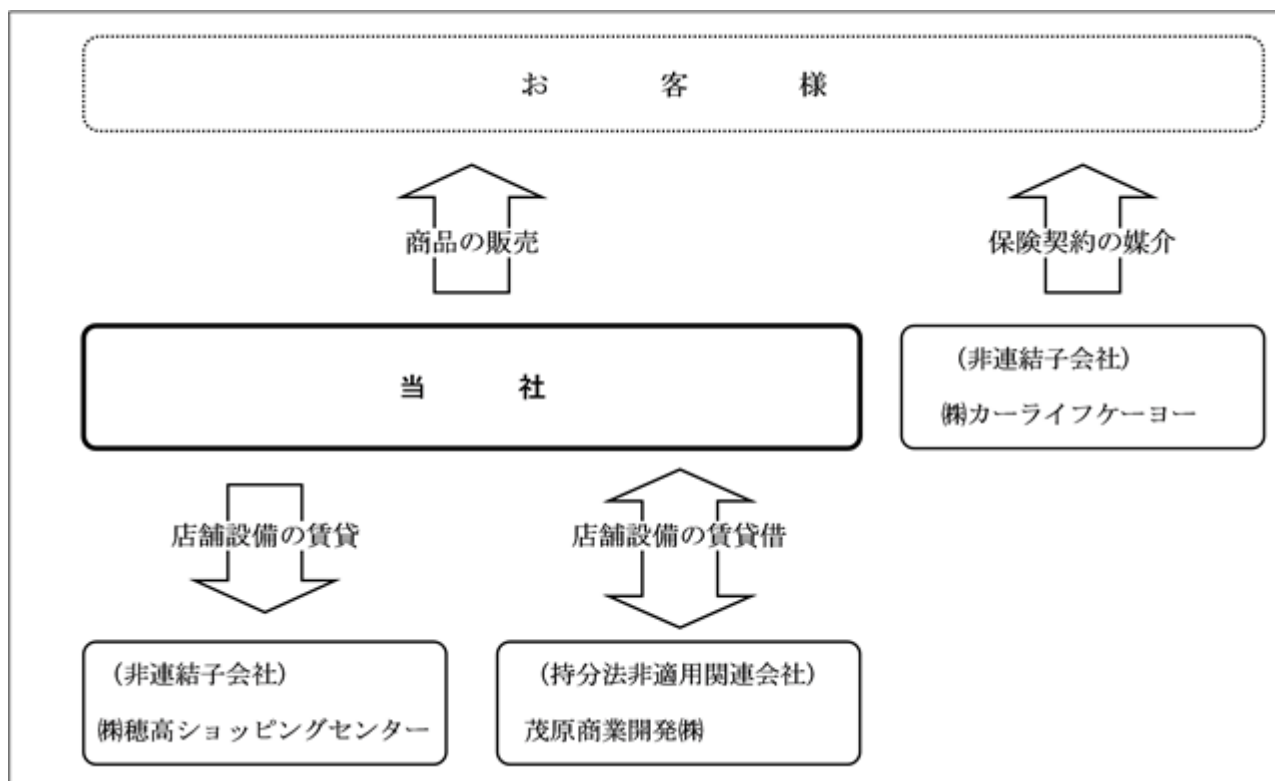 お客様
商品の販売
保険契約の媒介
当社
(非連結子会社)
㈱カーライフケーヨー
店舗設備の賃貸
店舗設備の賃貸借
(非連結子会社)
㈱穂高ショッピングセンター
(持分法非適用関連会社)
茂原商業開発㈱